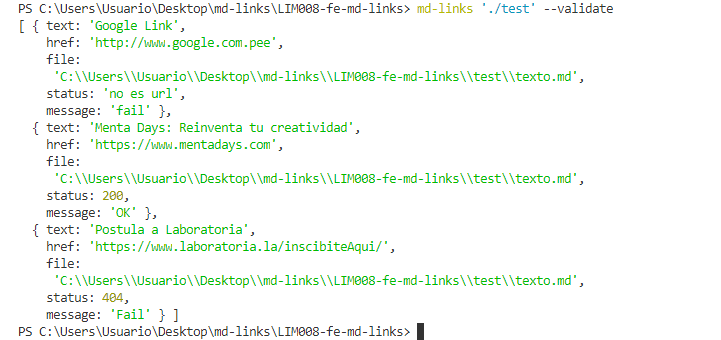 PS C:\Users\Usuario\Desktop\md-links\LIM008-fe-md-links> md-links './test' --validate
[ { text: 'Google Link',
    href: 'http://www.google.com.pee',
    file:
     'C:\\Users\\Usuario\\Desktop\\md-links\\LIM008-fe-md-links\\test\\texto.md',
    status: 'no es url',
    message: 'fail' },
  { text: 'Menta Days: Reinventa tu creatividad',
    href: 'https://www.mentadays.com',
    file:
     'C:\\Users\\Usuario\\Desktop\\md-links\\LIM008-fe-md-links\\test\\texto.md',
    status: 200,
    message: 'OK' },
  { text: 'Postula a Laboratoria',
    href: 'https://www.laboratoria.la/inscibiteAqui/',
    file:
     'C:\\Users\\Usuario\\Desktop\\md-links\\LIM008-fe-md-links\\test\\texto.md',
    status: 404,
    message: 'Fail' } ]
PS C:\Users\Usuario\Desktop\md-links\LIM008-fe-md-links>